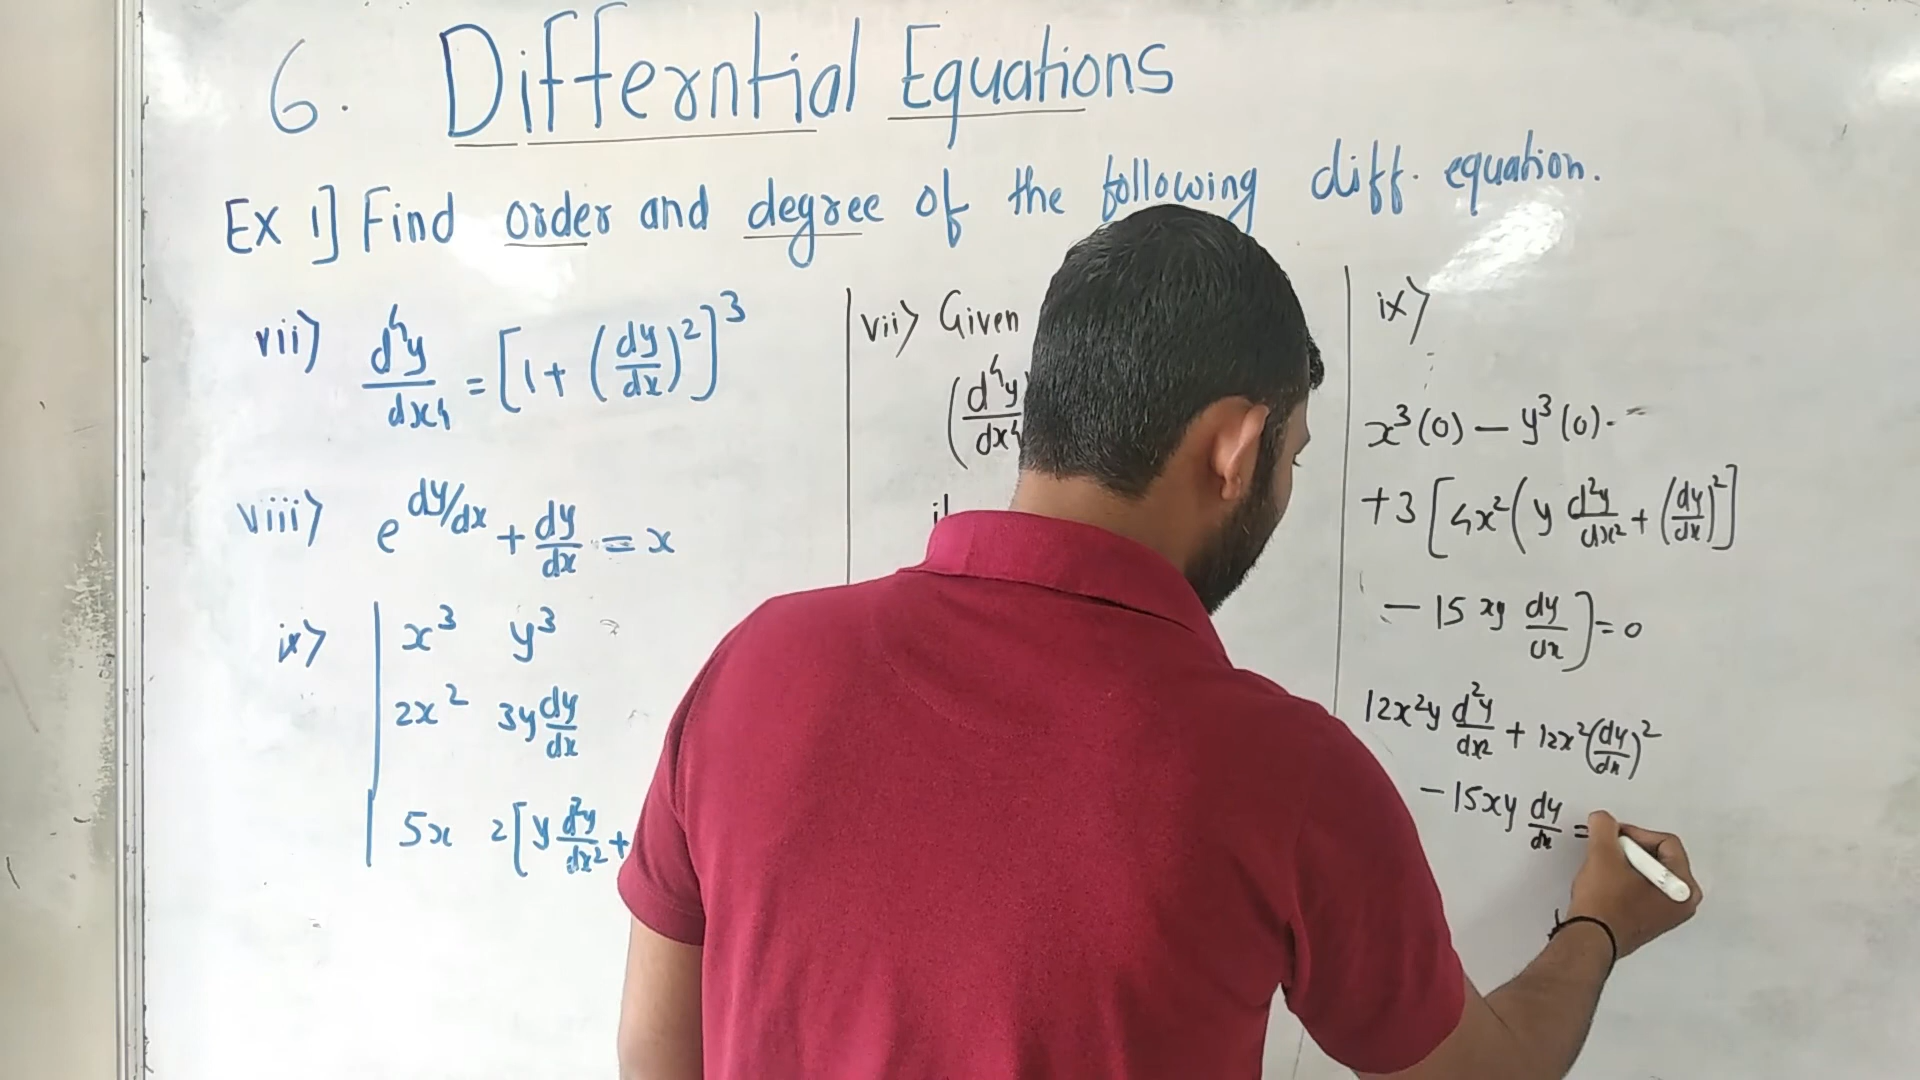 6. Differntial Equations
Ex 1] Find order and degree of the following diff. equation.
vii) d⁴y/dx⁴ = [1 + (dy/dx)²]³
viii) e^(dy/dx) + dy/dx = x
ix) | x³ y³
2x² 3y dy/dx
5x 2[y d²y/dx² +
vii) Given
(d⁴y/dx⁴
ix)
x³(0) - y³(0).
+3 [4x² (y d²y/dx² + (dy/dx)²]
- 15 xy dy/dx] = 0
12x²y d²y/dx² + 12x² (dy/dx)²
- 15xy dy/dx =